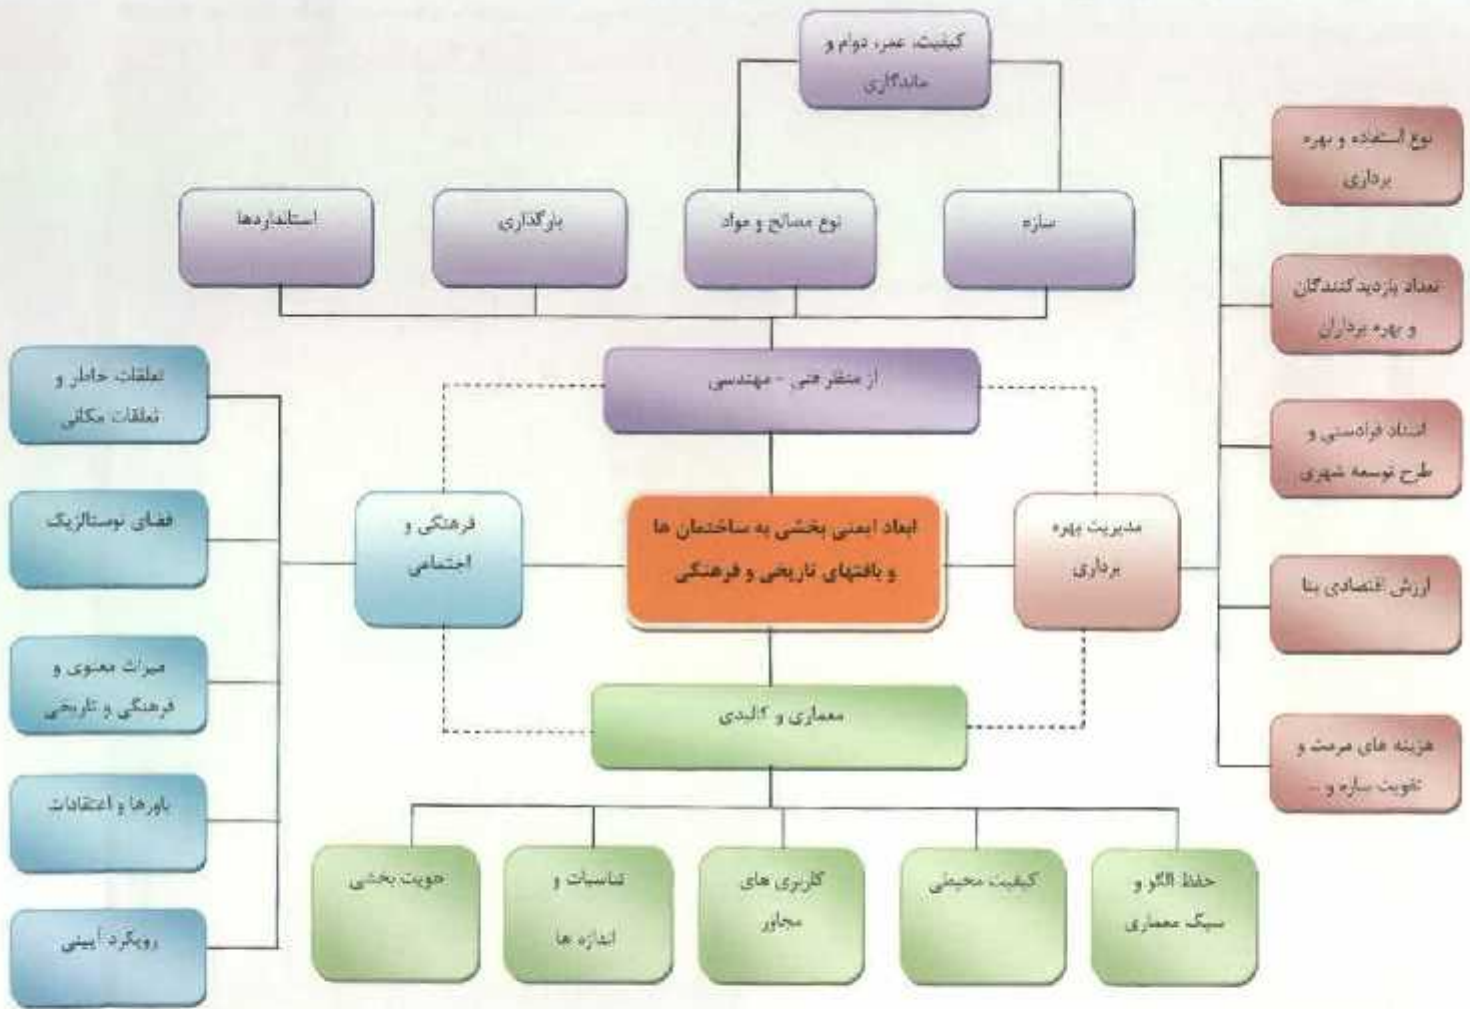 کیفیت، عمر، دوام و
ماندگاری
سازه
نوع مصالح و مواد
بارگذاری
استانداردها
از منظر فنی - مهندسی
نوع استفاده و بهره
برداری
تعداد بازدیدکنندگان
و بهره برداران
اسناد فرادستی و
طرح توسعه شهری
ارزش اقتصادی بنا
هزینه های مرمت و
تقویت سازه و ...
مدیریت بهره
برداری
ابعاد ایمنی بخشی به ساختمان ها
و بافتهای تاریخی و فرهنگی
فرهنگی و
اجتماعی
تعلقات خاطر و
تعلقات مکانی
فضای نوستالژیک
میراث معنوی و
فرهنگی و تاریخی
باورها و اعتقادات
رویکرد آیینی
معماری و کالبدی
حفظ الگو و
سبک معماری
کیفیت محیطی
کاربری های
مجاور
تناسبات و
اندازه ها
هویت بخشی